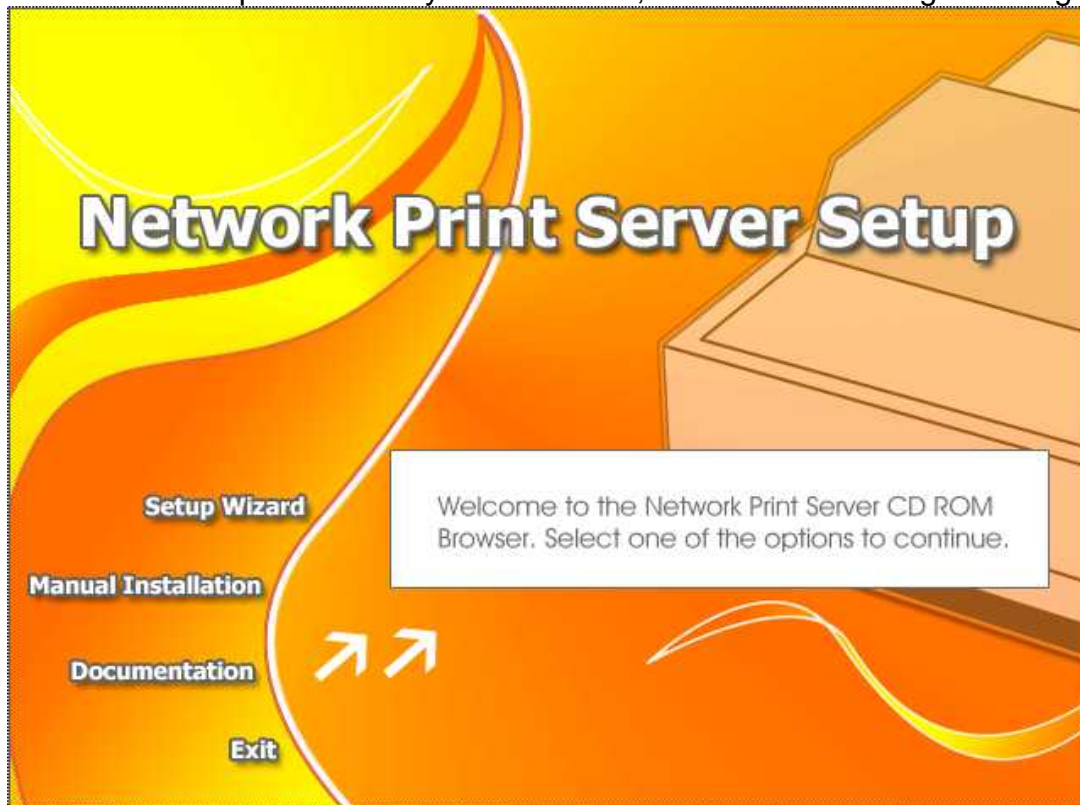 Network Print Server Setup
Setup Wizard
Welcome to the Network Print Server CD ROM
Browser. Select one of the options to continue.
Manual Installation
Documentation
Exit